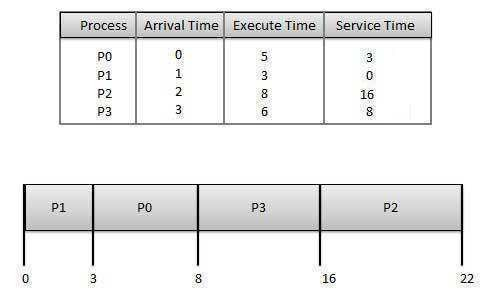 Process Arrival Time Execute Time Service Time
P0 0 5 3
P1 1 3 0
P2 2 8 16
P3 3 6 8
P1 P0 P3 P2
0 3 8 16 22